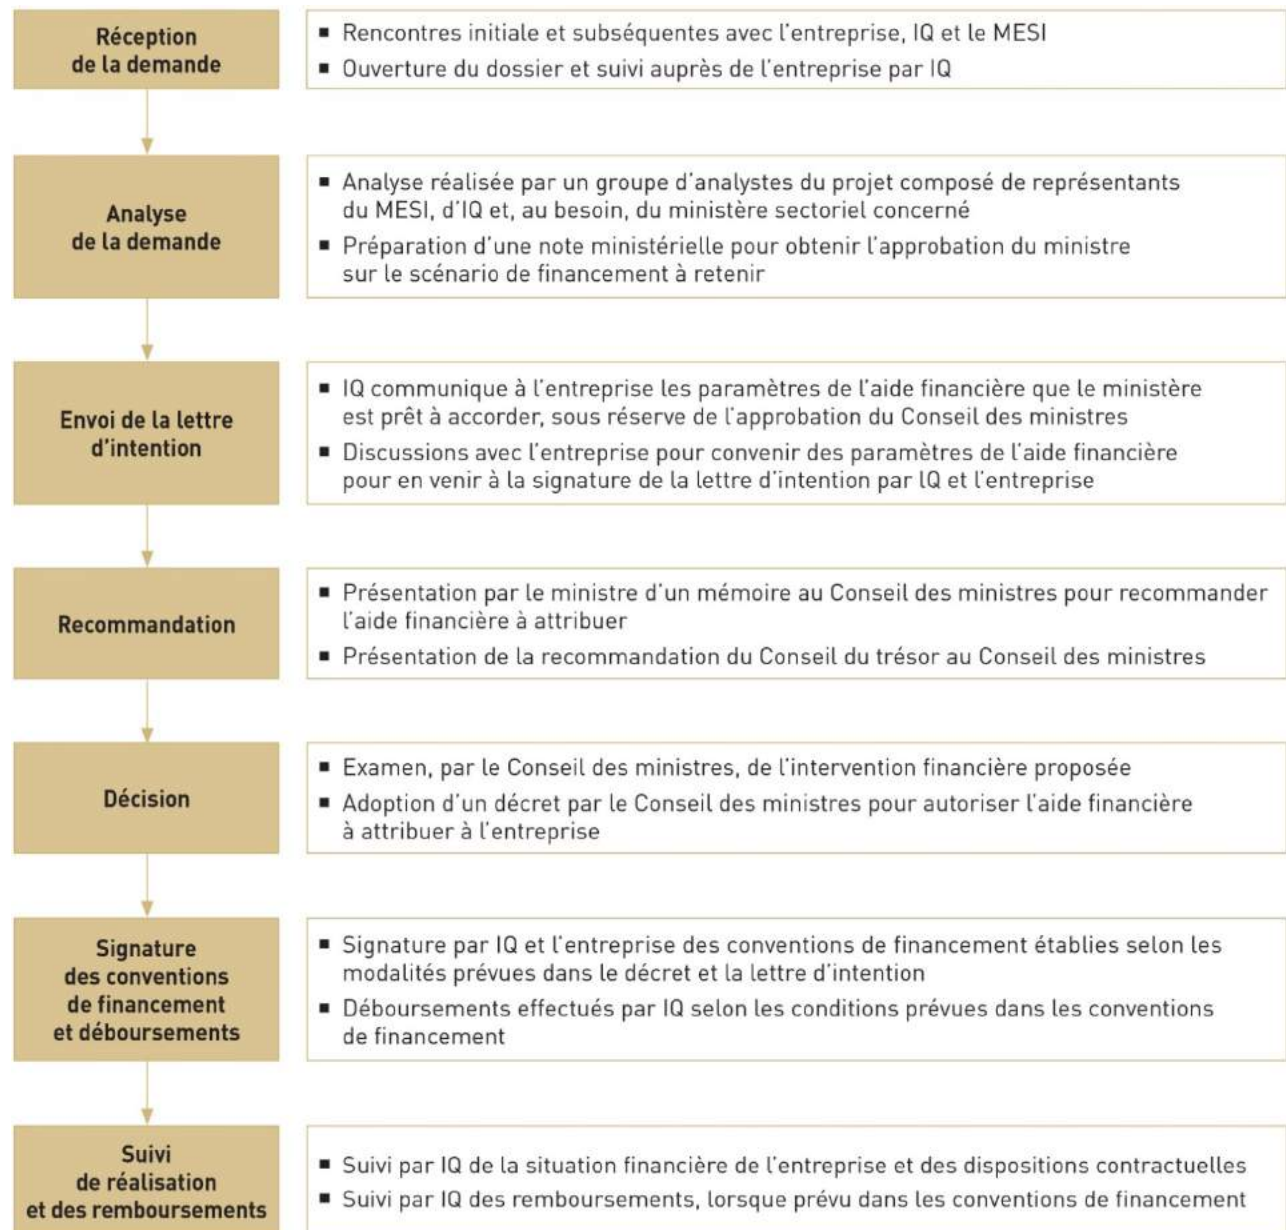 Réception
de la demande
■ Rencontres initiale et subséquentes avec l'entreprise, IQ et le MESI
■ Ouverture du dossier et suivi auprès de l'entreprise par IQ
Analyse
de la demande
■ Analyse réalisée par un groupe d'analystes du projet composé de représentants
du MESI, d'IQ et, au besoin, du ministère sectoriel concerné
■ Préparation d'une note ministérielle pour obtenir l'approbation du ministre
sur le scénario de financement à retenir
Envoi de la lettre
d'intention
■ IQ communique à l'entreprise les paramètres de l'aide financière que le ministère
est prêt à accorder, sous réserve de l'approbation du Conseil des ministres
■ Discussions avec l'entreprise pour convenir des paramètres de l'aide financière
pour en venir à la signature de la lettre d'intention par IQ et l'entreprise
Recommandation
■ Présentation par le ministre d'un mémoire au Conseil des ministres pour recommander
l'aide financière à attribuer
■ Présentation de la recommandation du Conseil du trésor au Conseil des ministres
Décision
■ Examen, par le Conseil des ministres, de l'intervention financière proposée
■ Adoption d'un décret par le Conseil des ministres pour autoriser l'aide financière
à attribuer à l'entreprise
Signature
des conventions
de financement
et déboursements
■ Signature par IQ et l'entreprise des conventions de financement établies selon les
modalités prévues dans le décret et la lettre d'intention
■ Déboursements effectués par IQ selon les conditions prévues dans les conventions
de financement
Suivi
de réalisation
et des remboursements
■ Suivi par IQ de la situation financière de l'entreprise et des dispositions contractuelles
■ Suivi par IQ des remboursements, lorsque prévu dans les conventions de financement